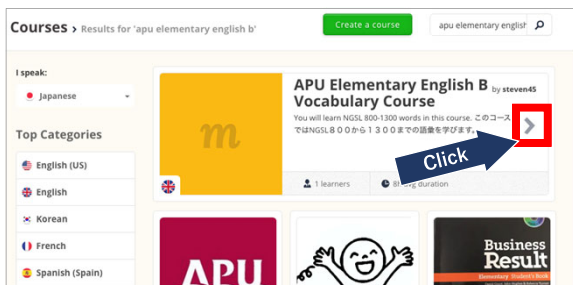 Courses › Results for 'apu elementary english b'
Create a course
apu elementary english
I speak:
Japanese
Top Categories
English (US)
English
Korean
French
Spanish (Spain)
m
APU Elementary English B by steven45
Vocabulary Course
You will learn NGSL 800-1300 words in this course. このコース
ではNGSL８００から１３００までの語彙を学びます。
Click
1 learners
avg duration
APU
Business
Result
Elementary Student's Book